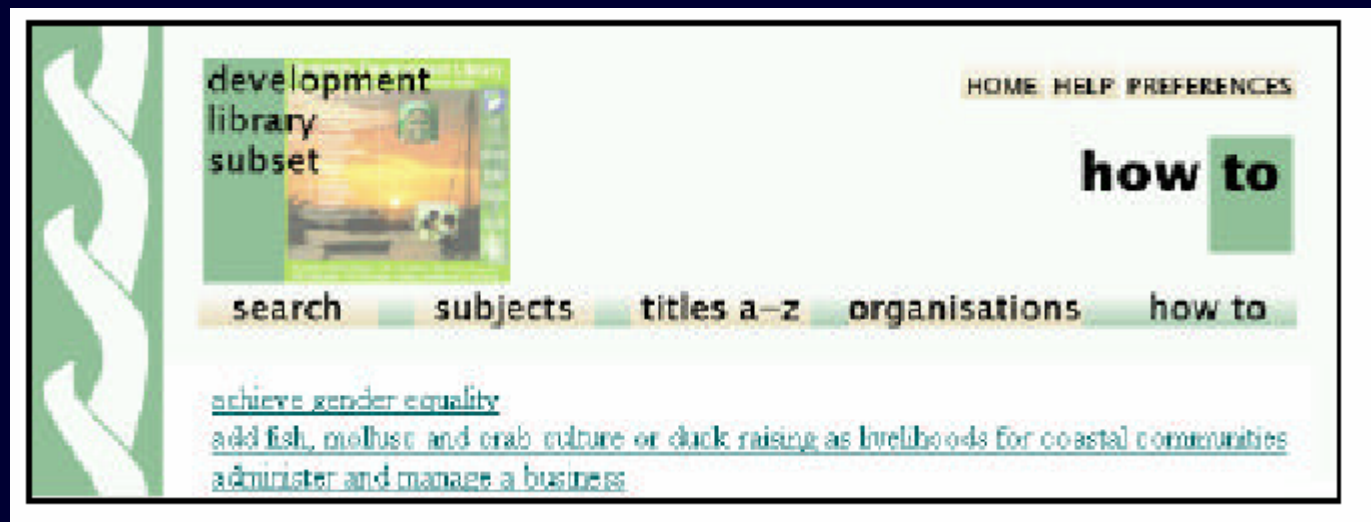 development
library
subset
HOME HELP PREFERENCES
how to
search subjects titles a–z organisations how to
achieve gender equality
add fish, mollusc and crab culture or duck raising as livelihoods for coastal communities
administer and manage a business